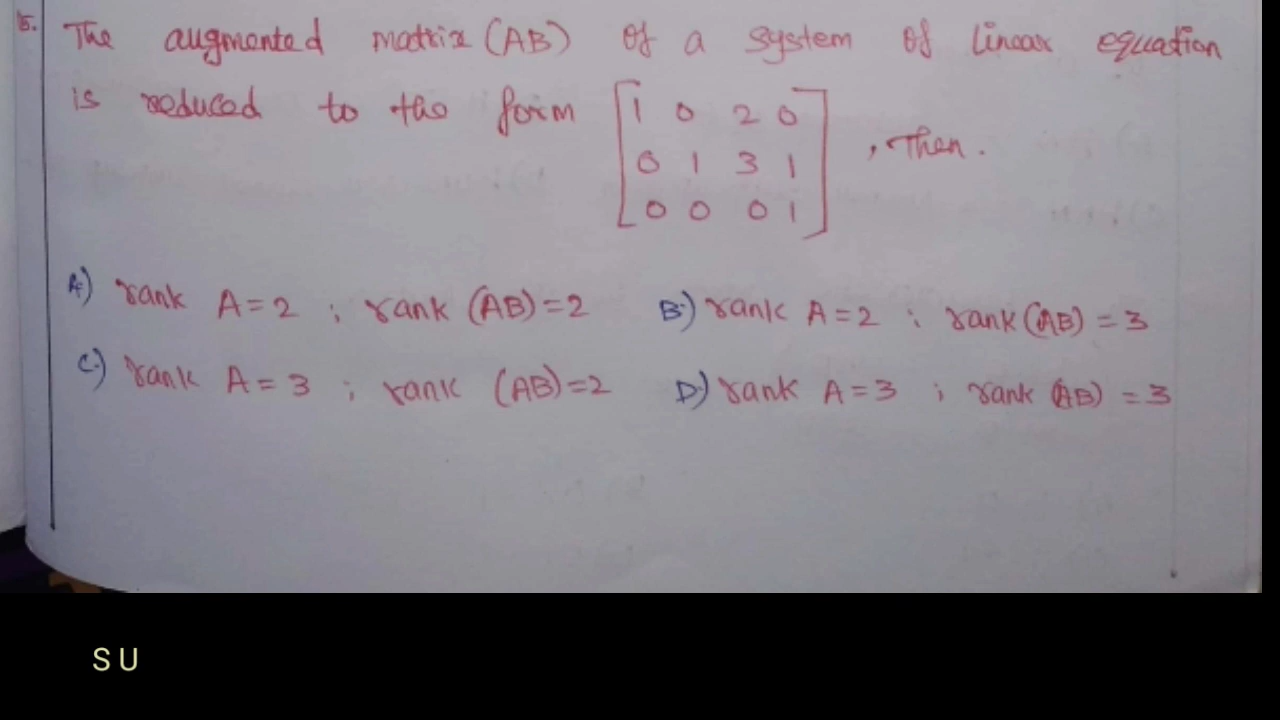 5. The augmented matrix (AB) of a system of linear equation
is reduced to the form [1 0 2 0
0 1 3 1
0 0 0 1] , Then.
A) rank A = 2 ; rank (AB) = 2
B) rank A = 2 ; rank (AB) = 3
C) rank A = 3 ; rank (AB) = 2
D) rank A = 3 ; rank (AB) = 3
SU